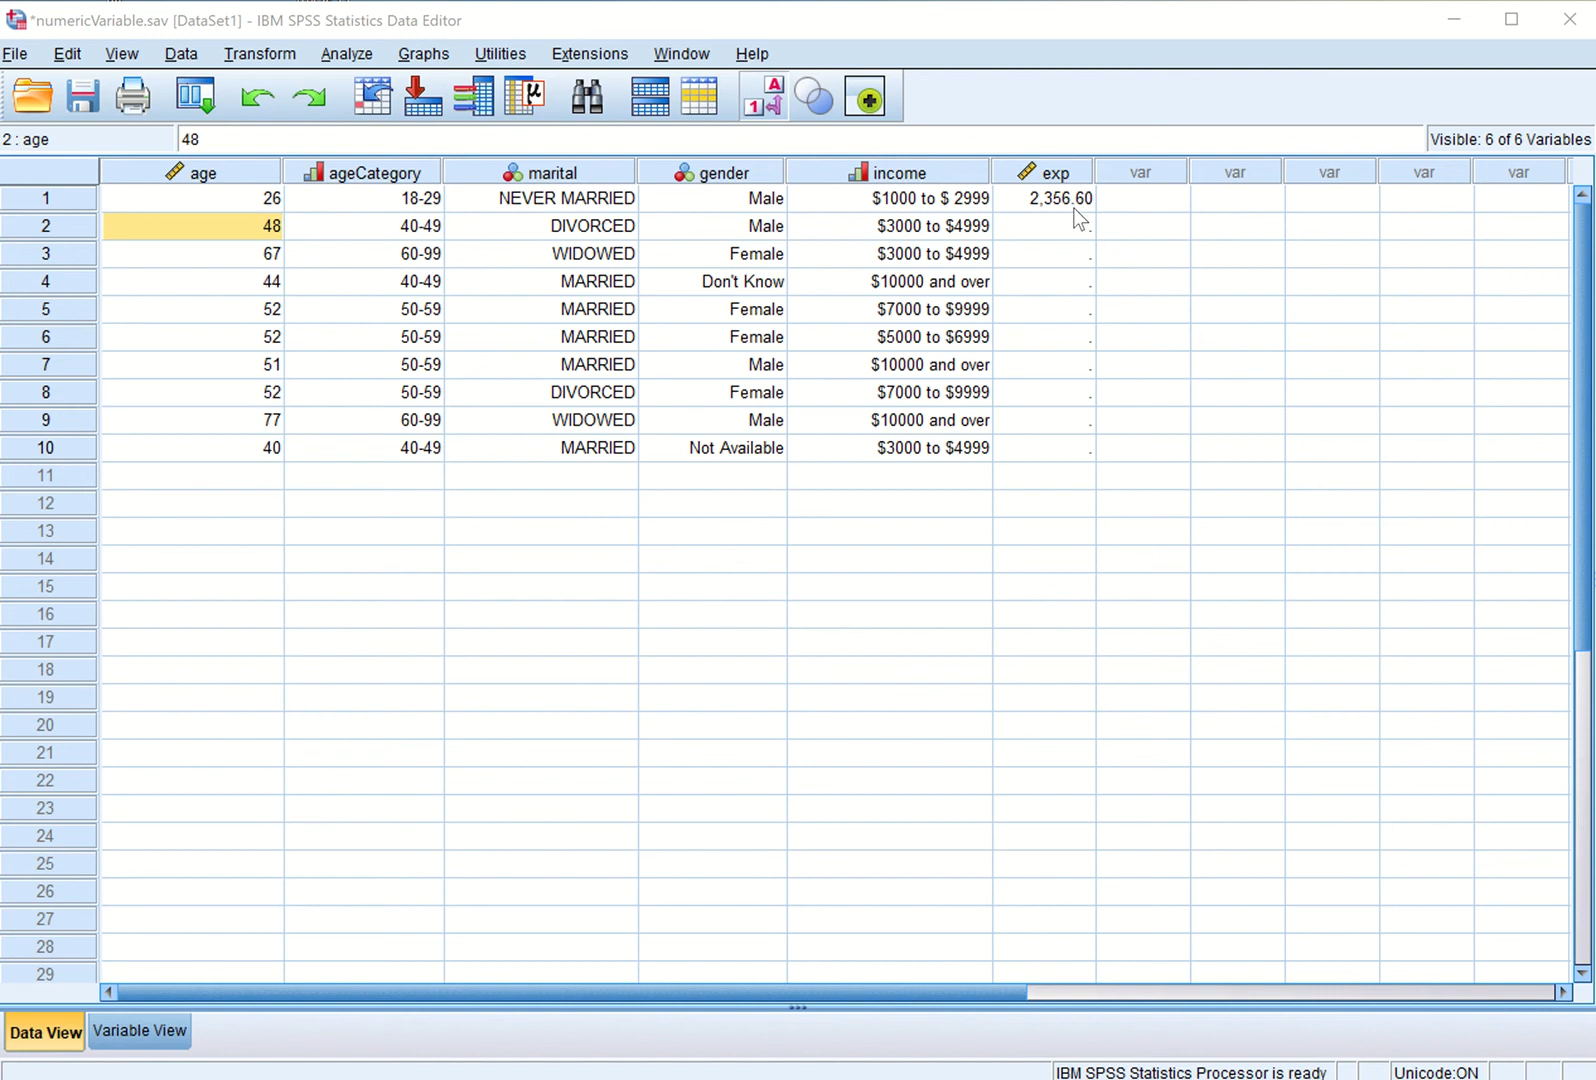 *numericVariable.sav [DataSet1] - IBM SPSS Statistics Data Editor
File Edit View Data Transform Analyze Graphs Utilities Extensions Window Help
2 : age 48 Visible: 6 of 6 Variables
age ageCategory marital gender income exp var var var var var
1 26 18-29 NEVER MARRIED Male $1000 to $ 2999 2,356.60
2 48 40-49 DIVORCED Male $3000 to $4999 .
3 67 60-99 WIDOWED Female $3000 to $4999 .
4 44 40-49 MARRIED Don't Know $10000 and over .
5 52 50-59 MARRIED Female $7000 to $9999 .
6 52 50-59 MARRIED Female $5000 to $6999 .
7 51 50-59 MARRIED Male $10000 and over .
8 52 50-59 DIVORCED Female $7000 to $9999 .
9 77 60-99 WIDOWED Male $10000 and over .
10 40 40-49 MARRIED Not Available $3000 to $4999 .
11
12
13
14
15
16
17
18
19
20
21
22
23
24
25
26
27
28
29
Data View Variable View
IBM SPSS Statistics Processor is ready Unicode:ON